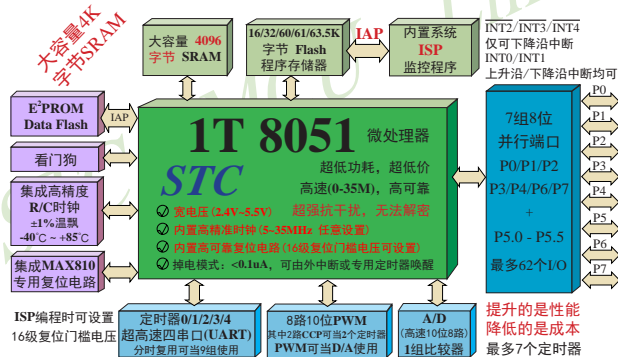 大容量4K
字节SRAM
大容量 4096
字节 SRAM
16/32/60/61/63.5K
字节 Flash
程序存储器
IAP
内置系统
ISP
监控程序
INT2/INT3/INT4
仅可下降沿中断
INT0/INT1
上升沿/下降沿中断均可
E²PROM
Data Flash
IAP
看门狗
集成高精度
R/C时钟
±1%温飘
-40℃ ~ +85℃
集成MAX810
专用复位电路
ISP编程时可设置
16级复位门槛电压
1T 8051 微处理器
STC
超低功耗，超低价
高速(0-35M)，高可靠
宽电压(2.4V~5.5V) 超强抗干扰，无法解密
内置高精准时钟(5~35MHz 任意设置)
内置高可靠复位电路(16级复位门槛电压可设置)
掉电模式：<0.1uA，可由外中断或专用定时器唤醒
7组8位
并行端口
P0/P1/P2
P3/P4/P6/P7
+
P5.0 - P5.5
最多62个I/O
P0
P1
P2
P3
P4
P5
P6
P7
定时器0/1/2/3/4
超高速四串口(UART)
分时复用可当9组使用
8路10位PWM
其中2路CCP可当2个定时器
PWM可当D/A使用
A/D
(高速10位8路)
1组比较器
提升的是性能
降低的是成本
最多7个定时器